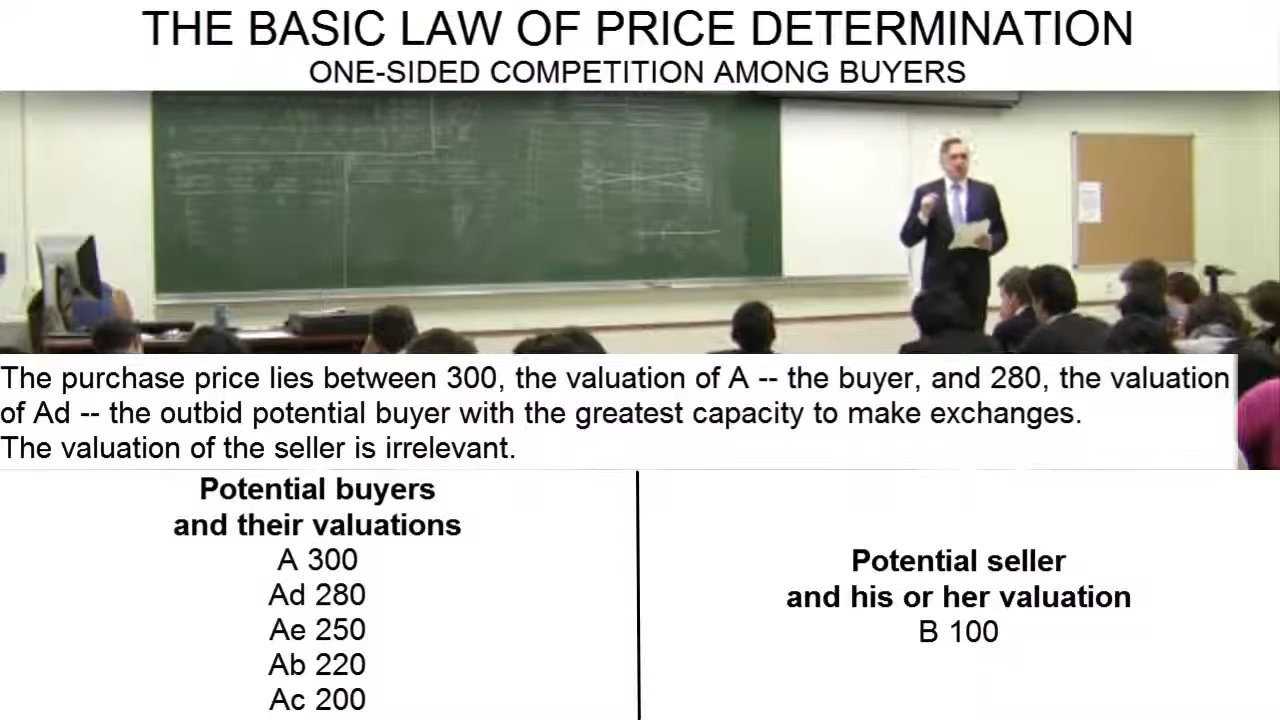 THE BASIC LAW OF PRICE DETERMINATION
ONE-SIDED COMPETITION AMONG BUYERS
The purchase price lies between 300, the valuation of A -- the buyer, and 280, the valuation
of Ad -- the outbid potential buyer with the greatest capacity to make exchanges.
The valuation of the seller is irrelevant.
Potential buyers
and their valuations
A 300
Ad 280
Ae 250
Ab 220
Ac 200
Potential seller
and his or her valuation
B 100